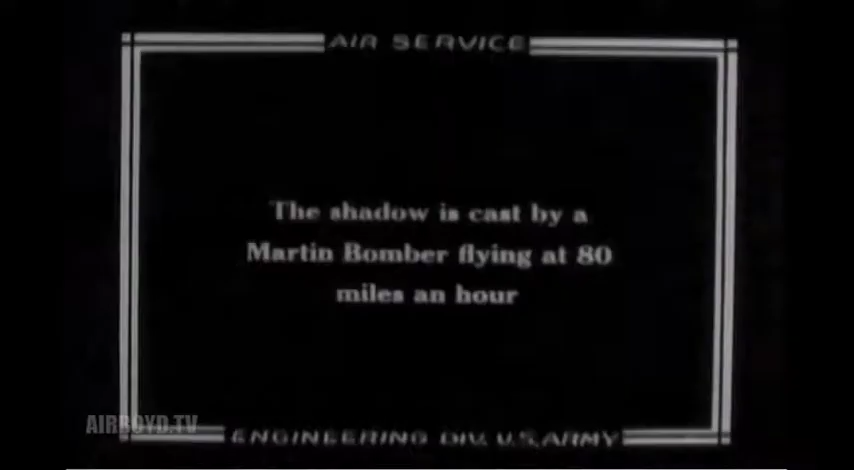 AIR SERVICE
The shadow is cast by a
Martin Bomber flying at 80
miles an hour
AIRBOYD.TV
ENGINEERING DIV. U.S. ARMY